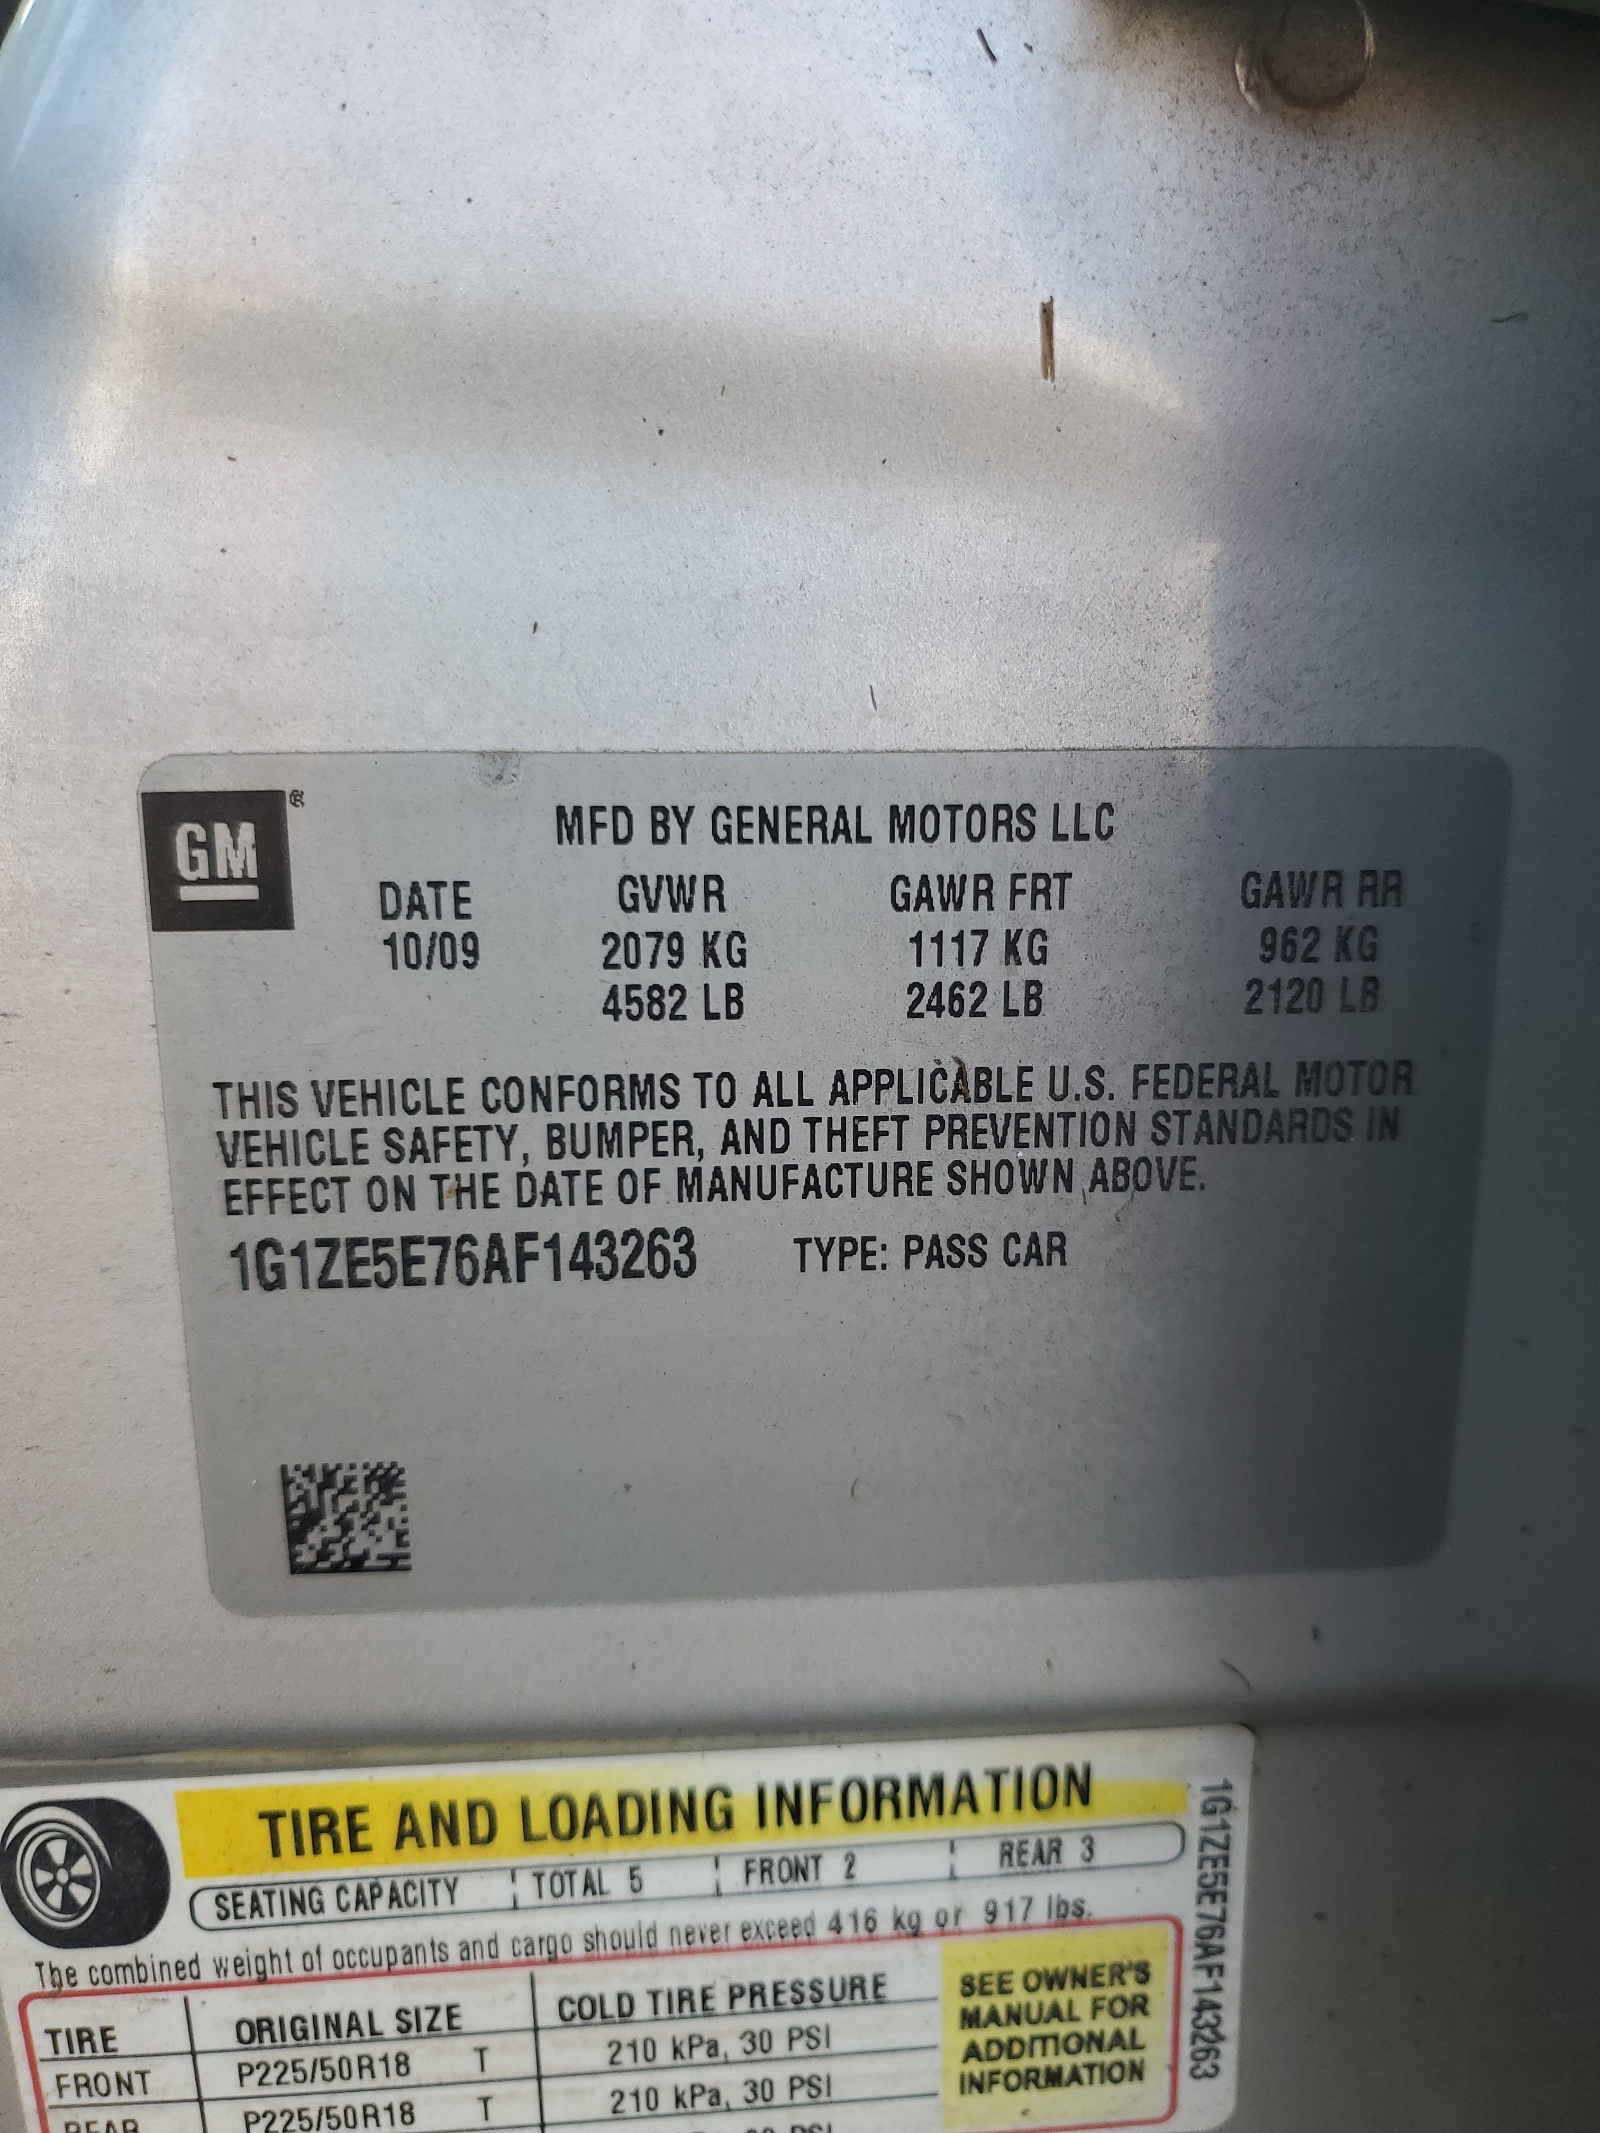 GM
®
MFD BY GENERAL MOTORS LLC
DATE GVWR GAWR FRT GAWR RR
10/09 2079 KG 1117 KG 962 KG
4582 LB 2462 LB 2120 LB
THIS VEHICLE CONFORMS TO ALL APPLICABLE U.S. FEDERAL MOTOR
VEHICLE SAFETY, BUMPER, AND THEFT PREVENTION STANDARDS IN
EFFECT ON THE DATE OF MANUFACTURE SHOWN ABOVE.
1G1ZE5E76AF143263 TYPE: PASS CAR
TIRE AND LOADING INFORMATION
SEATING CAPACITY TOTAL 5 FRONT 2 REAR 3
The combined weight of occupants and cargo should never exceed 416 kg or 917 lbs.
TIRE ORIGINAL SIZE COLD TIRE PRESSURE
FRONT P225/50R18 T 210 kPa, 30 PSI
REAR P225/50R18 T 210 kPa, 30 PSI
SEE OWNER'S
MANUAL FOR
ADDITIONAL
INFORMATION
1G1ZE5E76AF143263